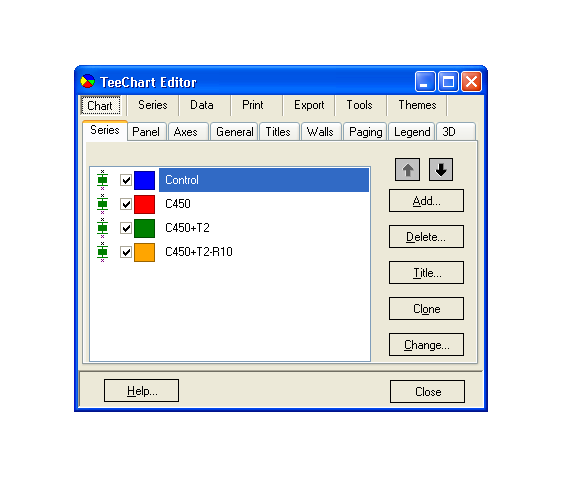 TeeChart Editor
Chart Series Data Print Export Tools Themes
Series Panel Axes General Titles Walls Paging Legend 3D
Control
C450
C450+T2
C450+T2-R10
Add...
Delete...
Title...
Clone
Change...
Help... Close